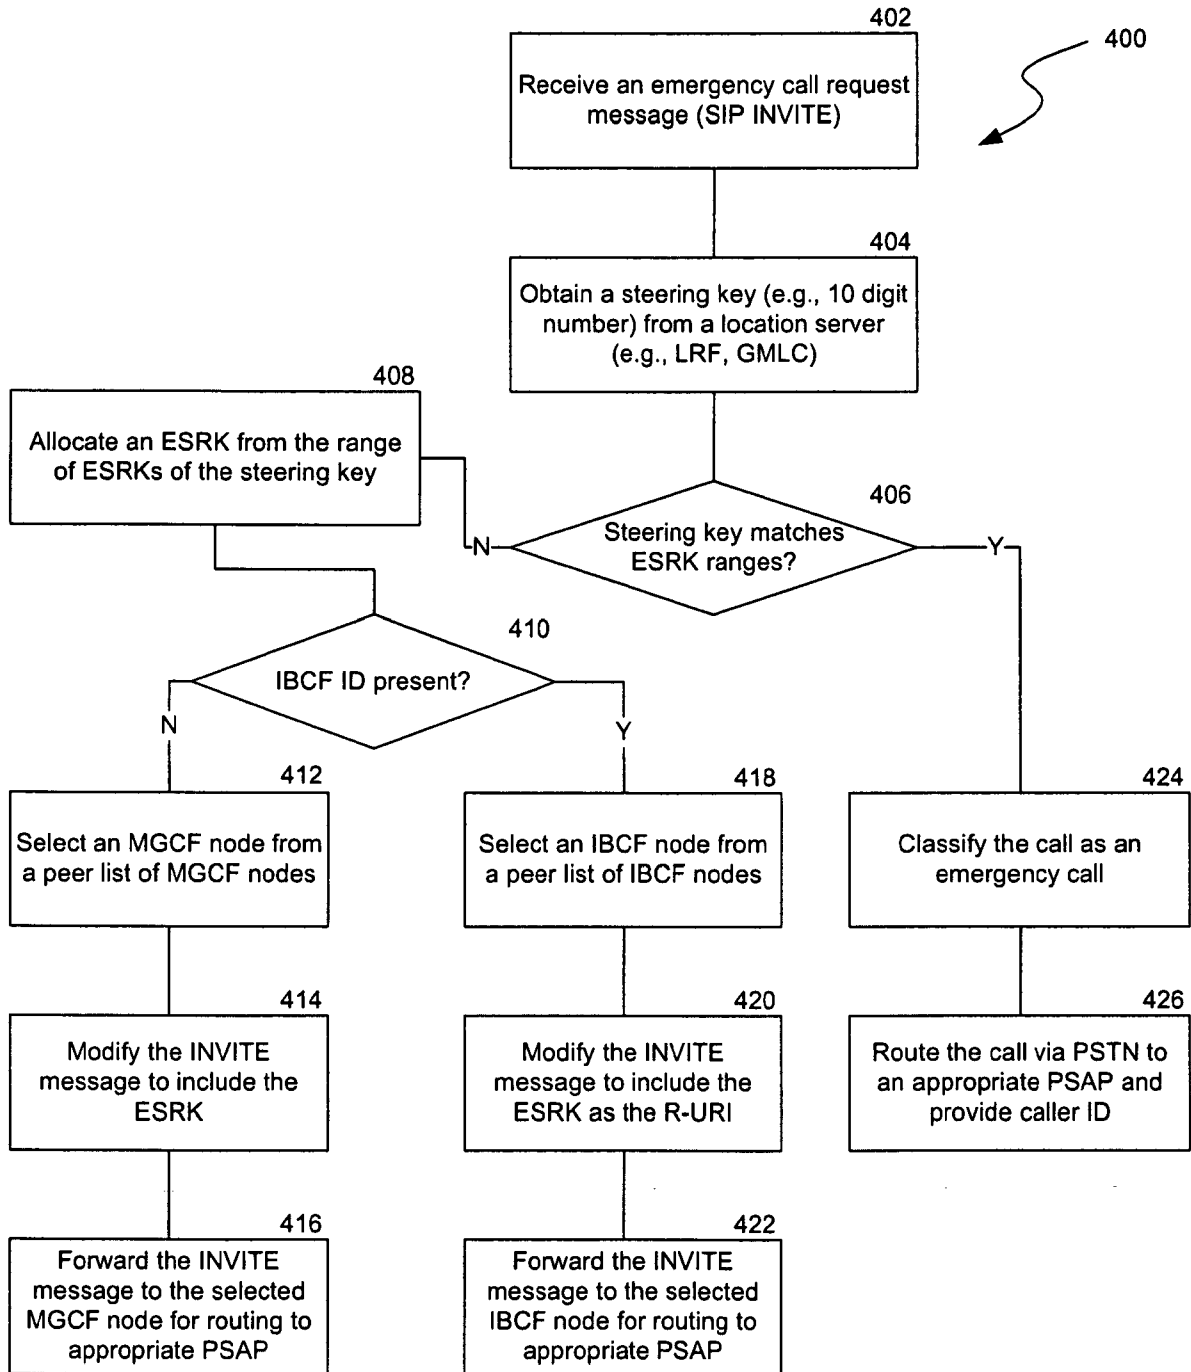 402
400
Receive an emergency call request
message (SIP INVITE)
404
Obtain a steering key (e.g., 10 digit
number) from a location server
(e.g., LRF, GMLC)
408
Allocate an ESRK from the range
of ESRKs of the steering key
406
Steering key matches
ESRK ranges?
N
Y
410
IBCF ID present?
N
Y
412
Select an MGCF node from
a peer list of MGCF nodes
418
Select an IBCF node from
a peer list of IBCF nodes
424
Classify the call as an
emergency call
414
Modify the INVITE
message to include the
ESRK
420
Modify the INVITE
message to include the
ESRK as the R-URI
426
Route the call via PSTN to
an appropriate PSAP and
provide caller ID
416
Forward the INVITE
message to the selected
MGCF node for routing to
appropriate PSAP
422
Forward the INVITE
message to the selected
IBCF node for routing to
appropriate PSAP